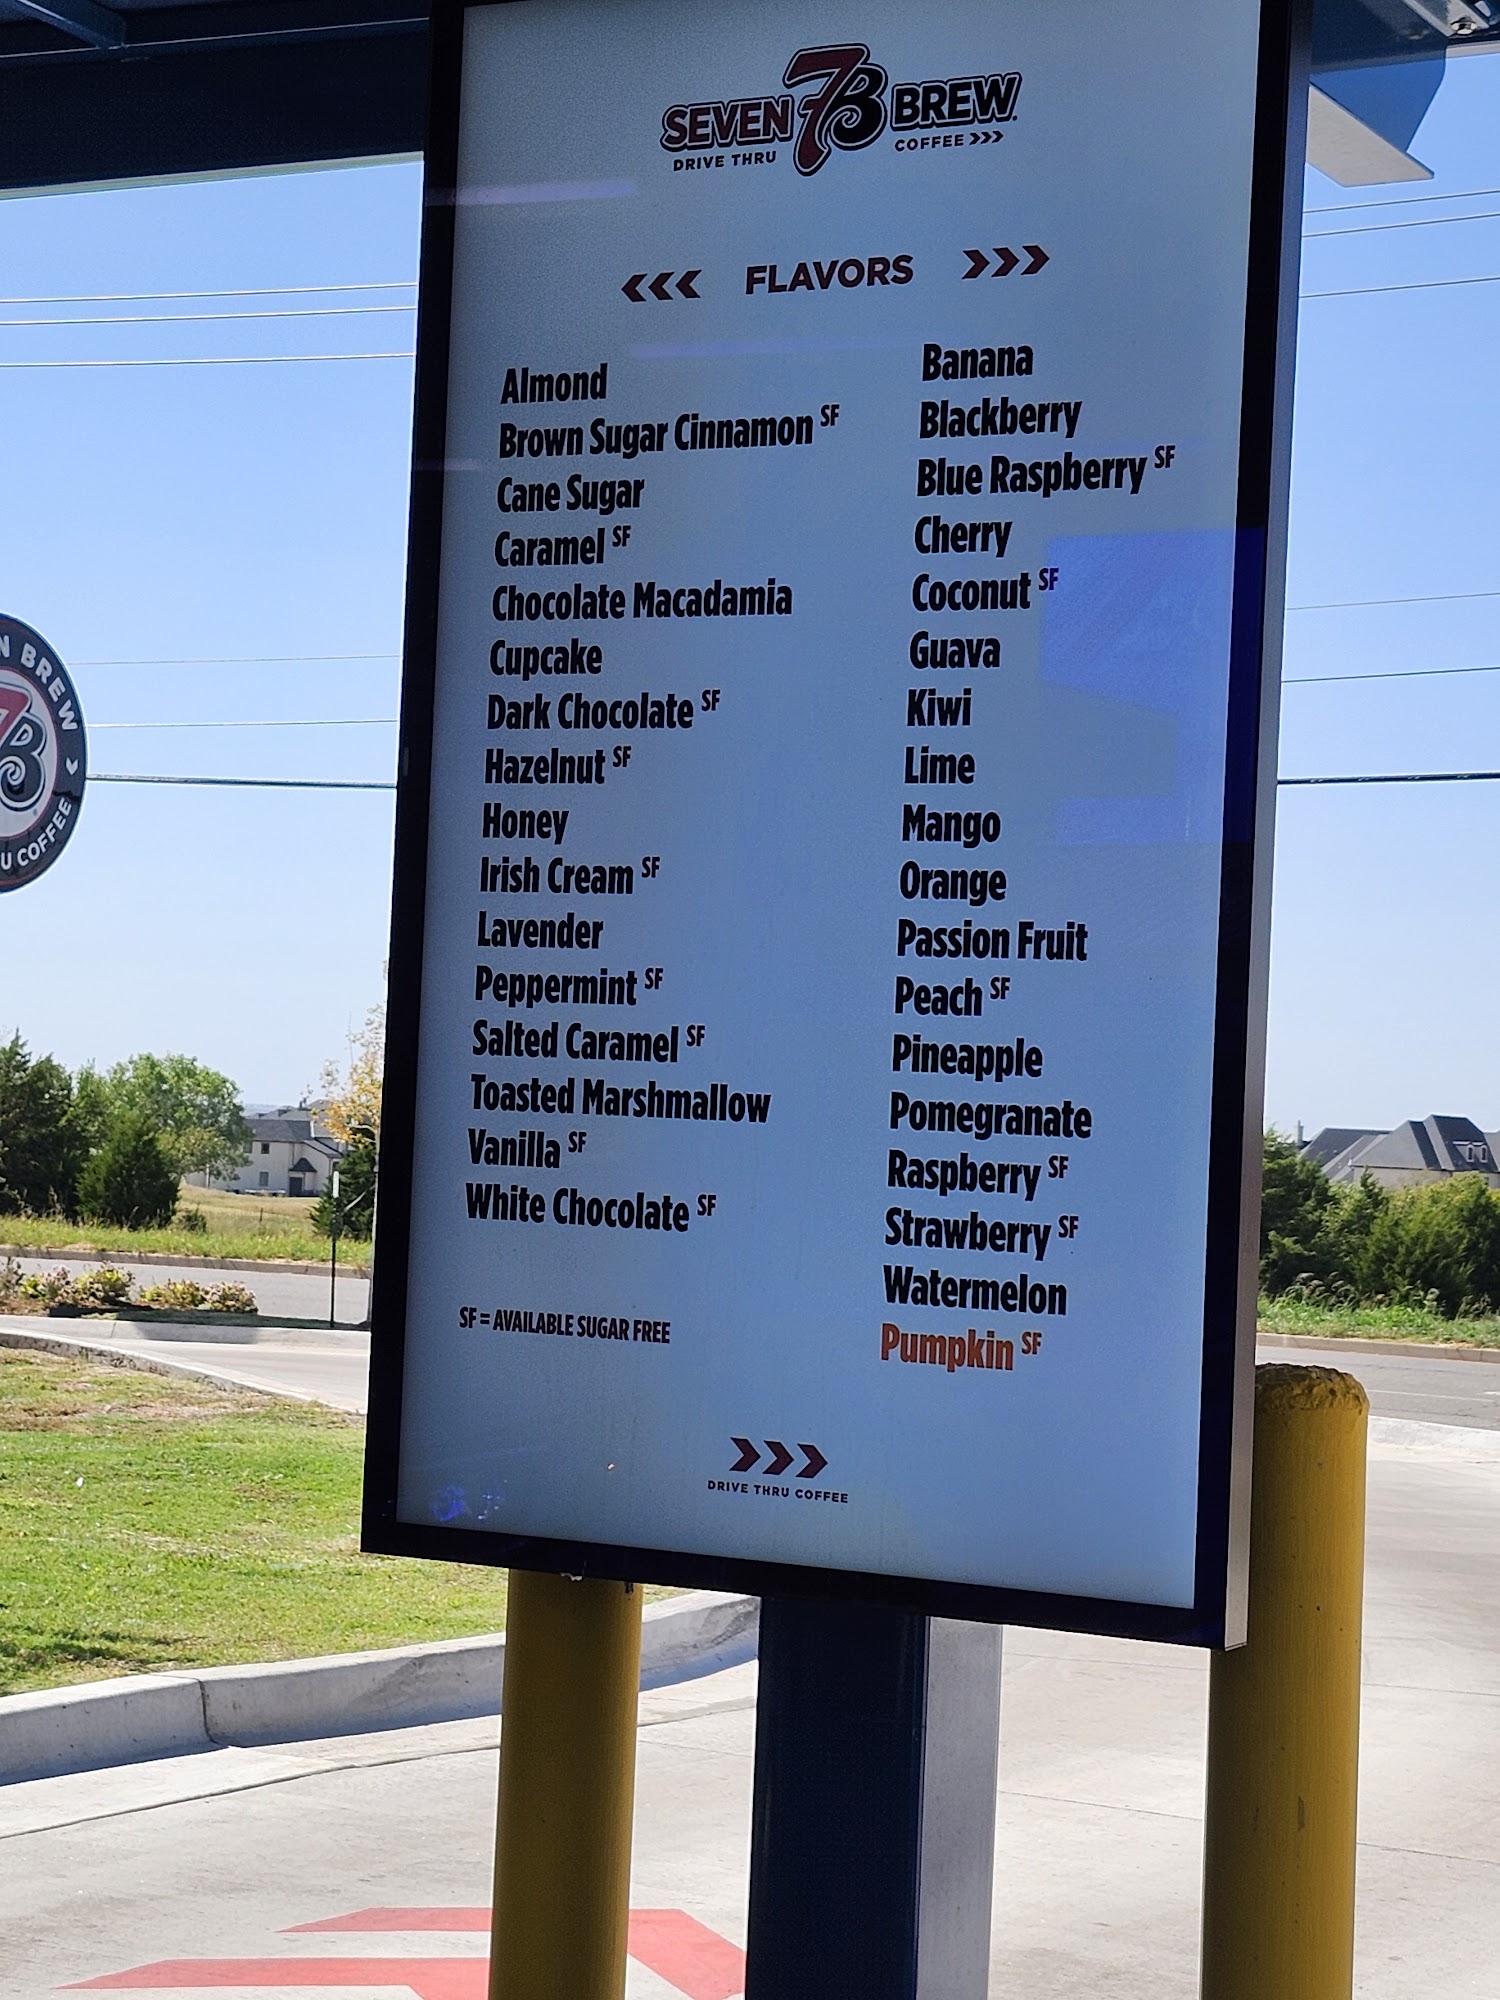 SEVEN 7B BREW
DRIVE THRU COFFEE >>>
<<< FLAVORS >>>
Almond
Brown Sugar Cinnamon SF
Cane Sugar
Caramel SF
Chocolate Macadamia
Cupcake
Dark Chocolate SF
Hazelnut SF
Honey
Irish Cream SF
Lavender
Peppermint SF
Salted Caramel SF
Toasted Marshmallow
Vanilla SF
White Chocolate SF
SF = AVAILABLE SUGAR FREE
Banana
Blackberry
Blue Raspberry SF
Cherry
Coconut SF
Guava
Kiwi
Lime
Mango
Orange
Passion Fruit
Peach SF
Pineapple
Pomegranate
Raspberry SF
Strawberry SF
Watermelon
Pumpkin SF
>>>
DRIVE THRU COFFEE
N BREW
7B
U COFFEE